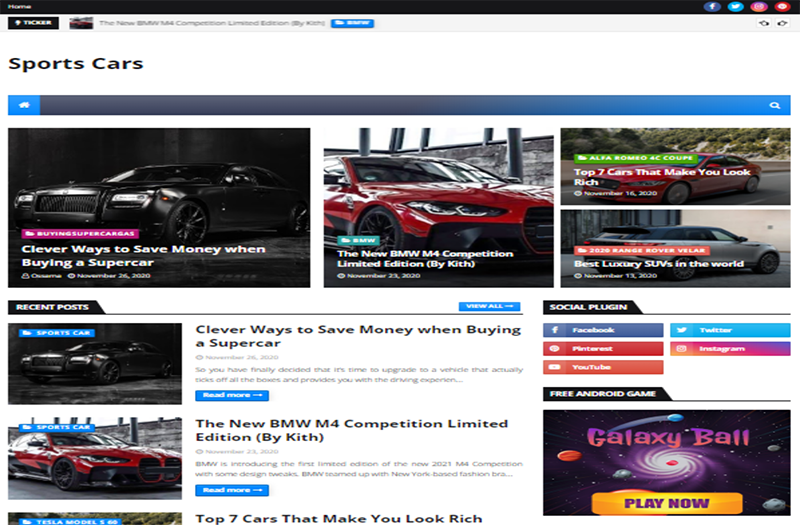 Home
TICKER
The New BMW M4 Competition Limited Edition (By Kith)
BMW
Sports Cars
BUYINGSUPERCARGAS
Clever Ways to Save Money when
Buying a Supercar
Osseme
November 26, 2020
BMW
The New BMW M4 Competition
Limited Edition (By Kith)
November 23, 2020
ALFA ROMEO 4C COUPE
Top 7 Cars That Make You Look
Rich
November 16, 2020
2020 RANGE ROVER VELAR
Best Luxury SUVs in the world
November 13, 2020
RECENT POSTS
VIEW ALL
SPORTS CAR
Clever Ways to Save Money when Buying
a Supercar
November 26, 2020
So you have finally decided that it's time to upgrade to a vehicle that actually
ticks off all the boxes and provides you with the driving experien...
Read more
SPORTS CAR
The New BMW M4 Competition Limited
Edition (By Kith)
November 23, 2020
BMW is introducing the first limited edition of the new 2021 M4 Competition
with some design tweaks. BMW teamed up with New York-based fashion bra...
Read more
TESLA MODEL S 60
Top 7 Cars That Make You Look Rich
SOCIAL PLUGIN
Facebook
Twitter
Pinterest
Instagram
YouTube
FREE ANDROID GAME
Galaxy Ball
PLAY NOW